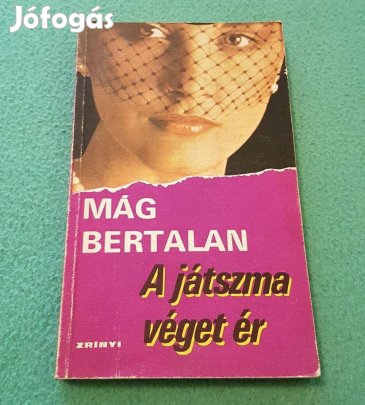 Jófogás
MÁG
BERTALAN
A játszma
véget ér
ZRÍNYI